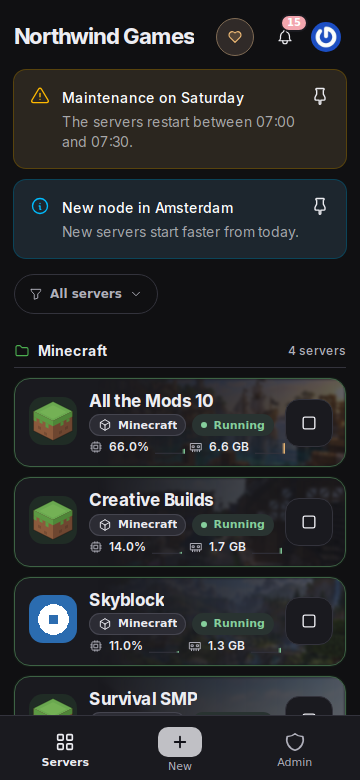 Northwind Games
15
Maintenance on Saturday
The servers restart between 07:00
and 07:30.
New node in Amsterdam
New servers start faster from today.
All servers
Minecraft
4 servers
All the Mods 10
Minecraft
Running
66.0%
6.6 GB
Creative Builds
Minecraft
Running
14.0%
1.7 GB
Skyblock
Minecraft
Running
11.0%
1.3 GB
Survival SMP
Servers
New
Admin